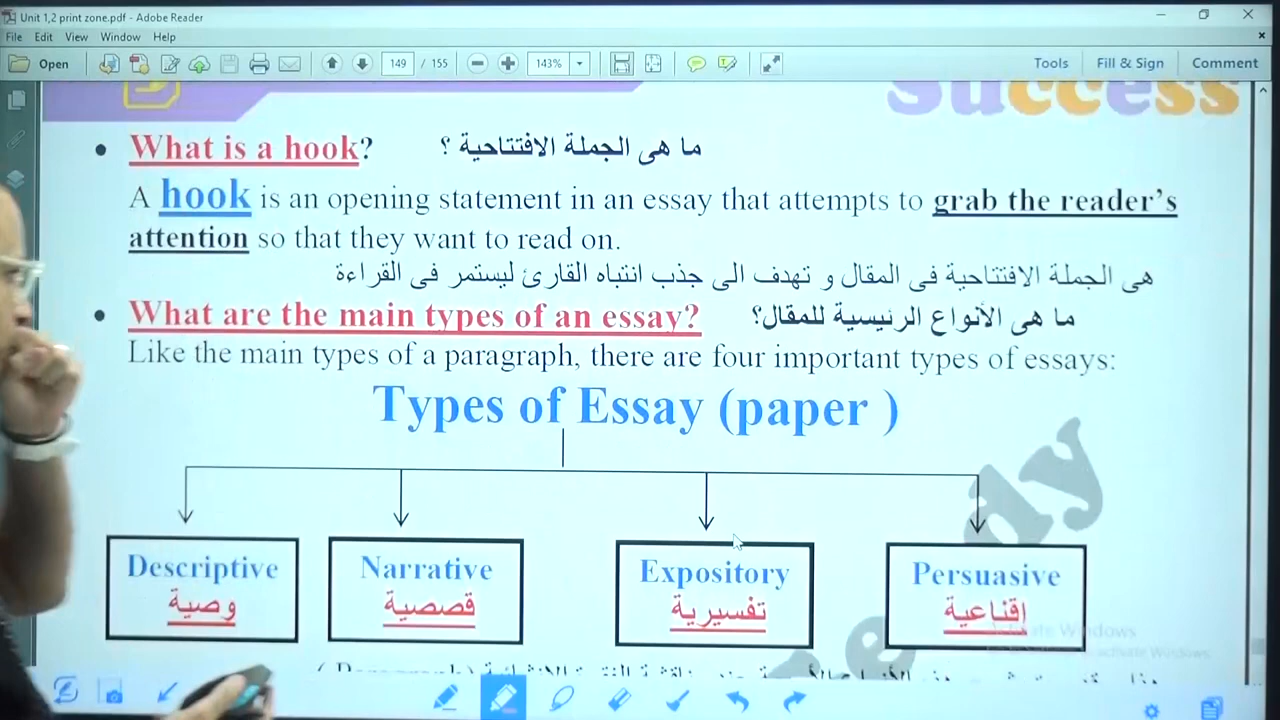 Unit 1,2 print zone.pdf - Adobe Reader
File Edit View Window Help
Open 149 / 155 143% Tools Fill & Sign Comment
Success
What is a hook? ما هى الجملة الافتتاحية ؟
A hook is an opening statement in an essay that attempts to grab the reader's
attention so that they want to read on.
هى الجملة الافتتاحية فى المقال و تهدف الى جذب انتباه القارئ ليستمر فى القراءة
What are the main types of an essay? ما هى الأنواع الرئيسية للمقال؟
Like the main types of a paragraph, there are four important types of essays:
Types of Essay (paper )
Descriptive Narrative Expository Persuasive
وصية قصصية تفسيرية إقناعية
Activate Windows